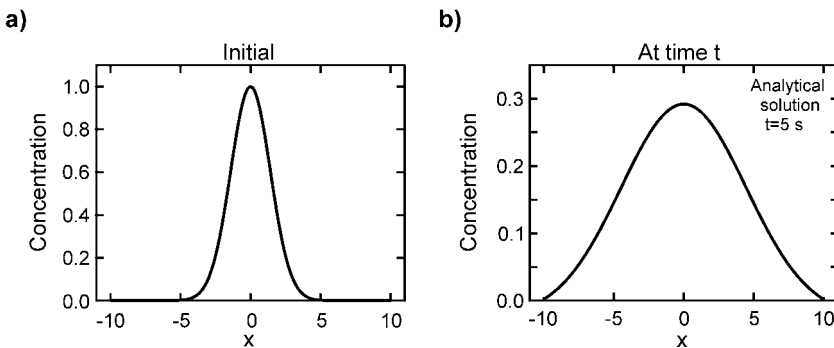 a)
Initial
Concentration
1.0
0.8
0.6
0.4
0.2
0.0
-10
-5
0
5
10
x
b)
At time t
Analytical
solution
t=5 s
Concentration
0.3
0.2
0.1
0.0
-10
-5
0
5
10
x